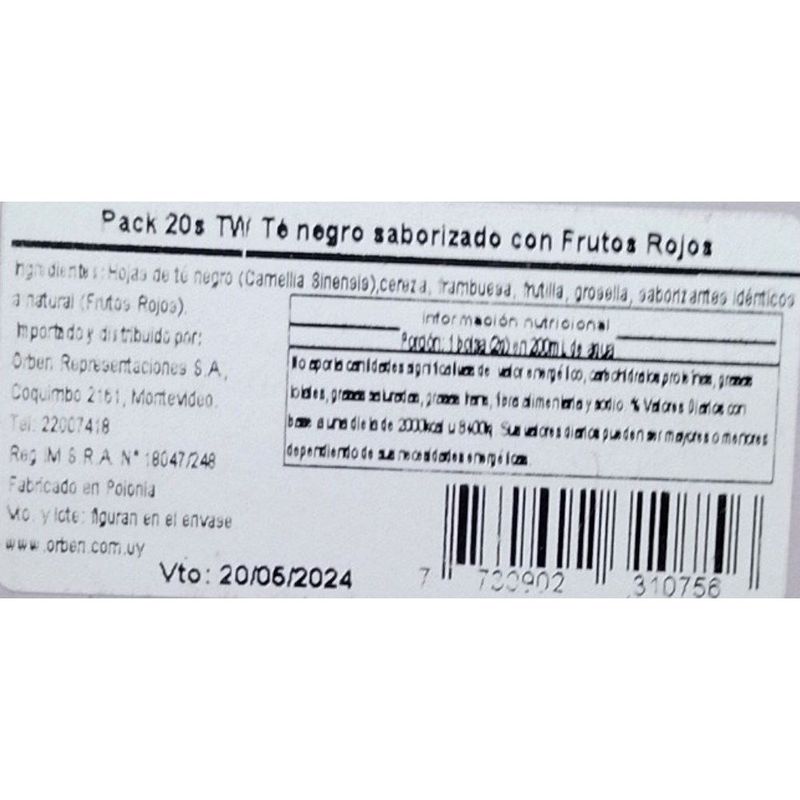 Pack 20s TW Té negro saborizado con Frutos Rojos
Ingredientes: Hojas de té negro (Camellia Sinensis),cereza, frambuesa, frutilla, grosella, saborizantes idénticos
a natural (Frutos Rojos).
Importado y distribuido por:
Orben Representaciones S.A,
Coquimbo 2161, Montevideo.
Tel: 22007418
Reg IM S.R.A. N° 18047/248
Fabricado en Polonia
Vto. y lote: figuran en el envase
www.orben.com.uy
Vto: 20/06/2024
información nutricional
Porción: 1 bolsa (2g) en 200mL de agua
No aporta cantidades significativas de valor energético, carbohidratos, proteínas, grasas
totales, grasas saturadas, grasas trans, fibra alimentaria y sodio. % Valores Diarios con
base a una dieta de 2000kcal u 8400kj. Sus valores diarios pueden ser mayores o menores
dependiendo de sus necesidades energéticas
7 730902 310756